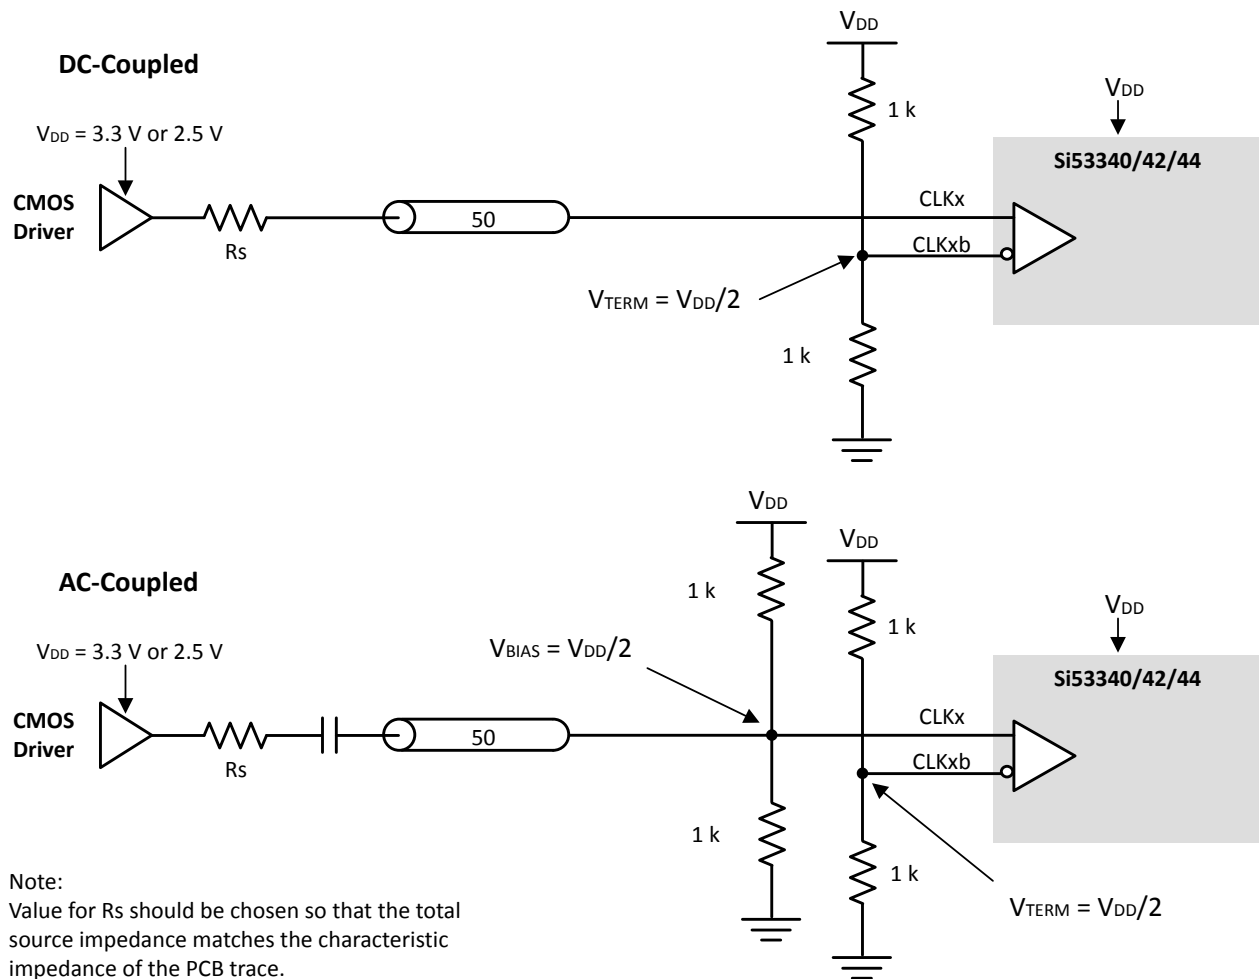 DC-Coupled
VDD = 3.3 V or 2.5 V
CMOS
Driver
Rs
50
VDD
1 k
VTERM = VDD/2
1 k
CLKx
CLKxb
VDD
Si53340/42/44
AC-Coupled
VDD = 3.3 V or 2.5 V
CMOS
Driver
Rs
50
VDD
1 k
VBIAS = VDD/2
1 k
VDD
1 k
1 k
CLKx
CLKxb
VDD
Si53340/42/44
VTERM = VDD/2
Note:
Value for Rs should be chosen so that the total
source impedance matches the characteristic
impedance of the PCB trace.